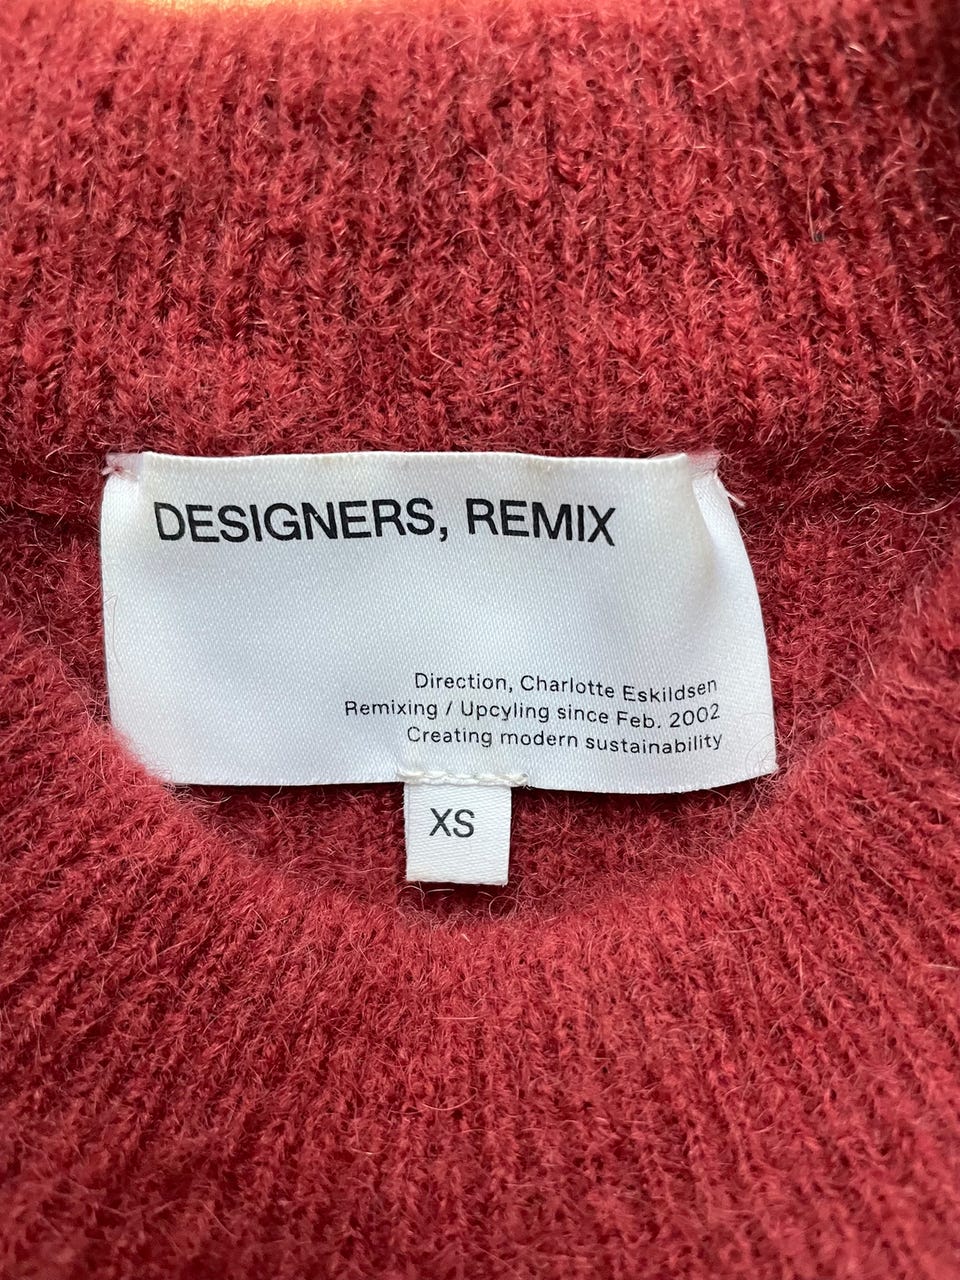 DESIGNERS, REMIX
Direction, Charlotte Eskildsen
Remixing / Upcyling since Feb. 2002
Creating modern sustainability
XS